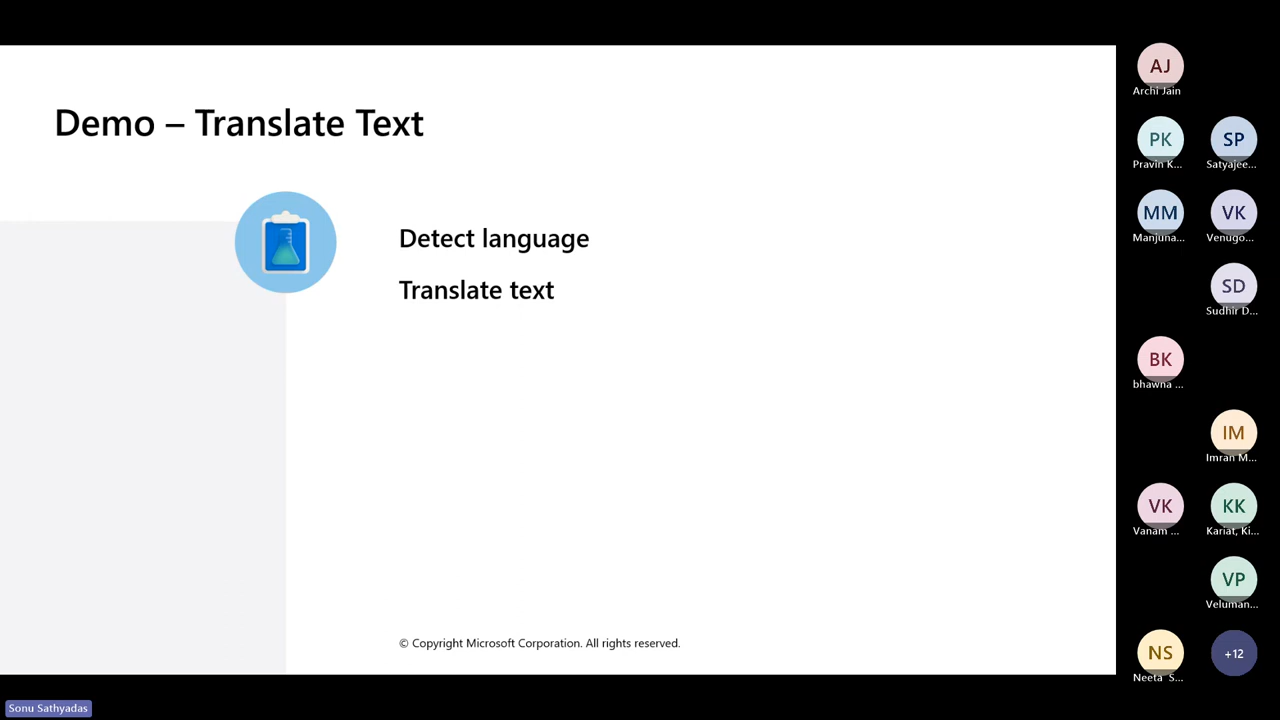 Demo – Translate Text
Detect language
Translate text
© Copyright Microsoft Corporation. All rights reserved.
Sonu Sathyadas
AJ
Archi Jain
PK
Pravin K...
SP
Satyajee...
MM
Manjuna...
VK
Venugo...
SD
Sudhir D...
BK
bhawna ...
IM
Imran M...
VK
Vanam ...
KK
Kariat, Ki...
VP
Veluman...
NS
Neeta S...
+12